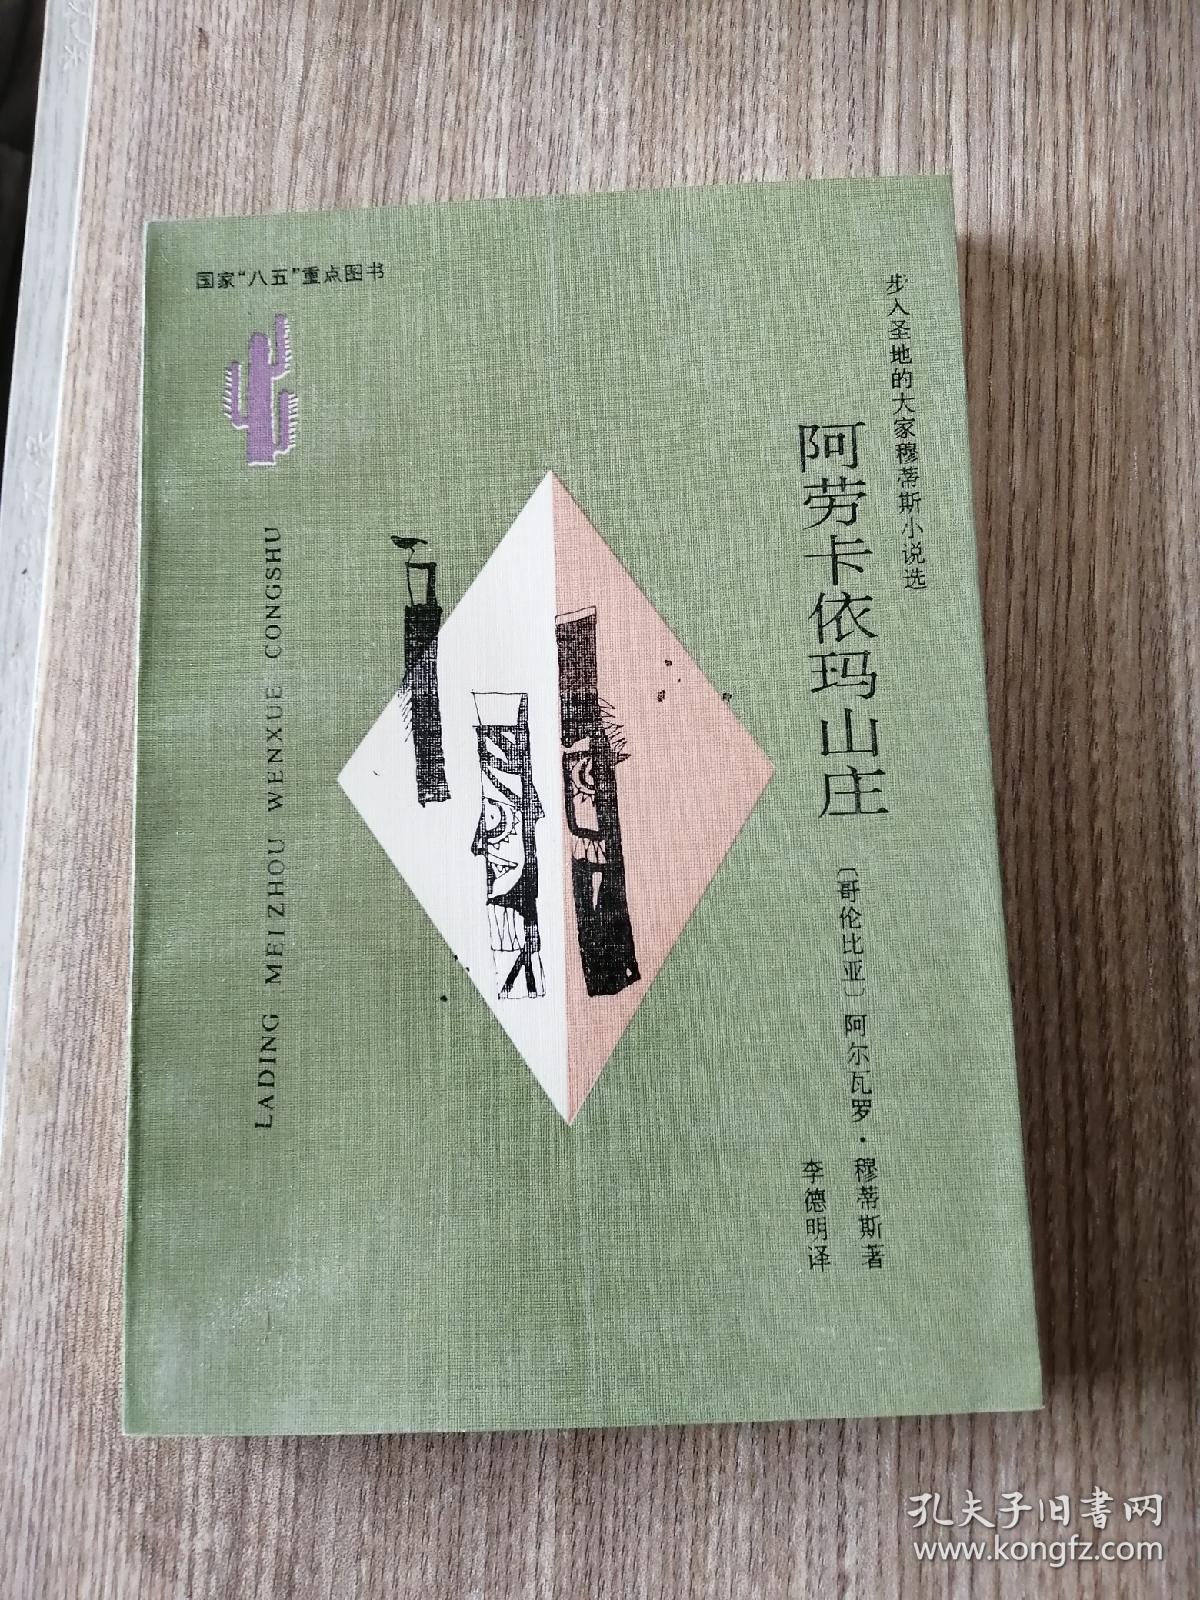 国家“八五”重点图书
步入圣地的大家穆蒂斯小说选
阿劳卡依玛山庄
〔哥伦比亚〕阿尔瓦罗·穆蒂斯著
李德明译
LADING MEIZHOU WENXUE CONGSHU
孔夫子旧書网
www.kongfz.com